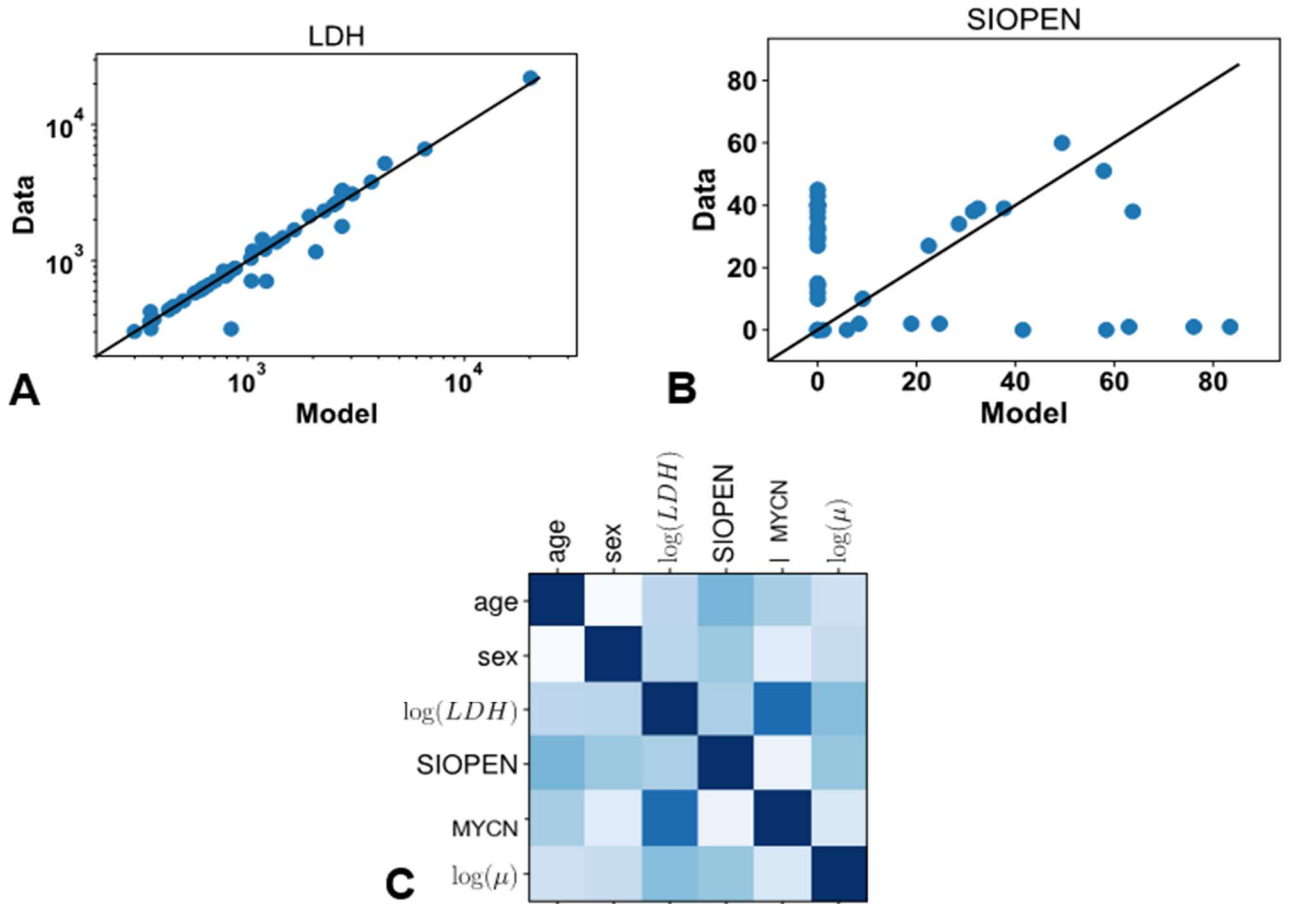 LDH
10^4
10^3
Data
10^3
10^4
Model
A
SIOPEN
80
60
40
20
0
Data
0
20
40
60
80
Model
B
age
sex
log(LDH)
SIOPEN
| MYCN
log(μ)
age
sex
log(LDH)
SIOPEN
MYCN
log(μ)
C